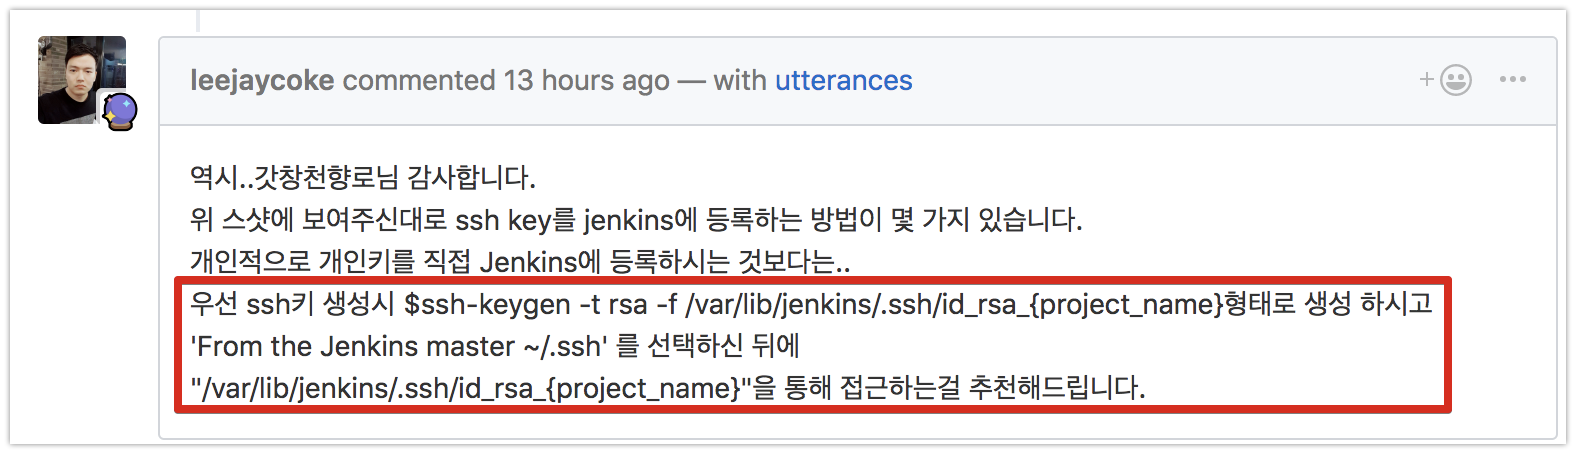 leejaycoke commented 13 hours ago — with utterances
역시..갓창천향로님 감사합니다.
위 스샷에 보여주신대로 ssh key를 jenkins에 등록하는 방법이 몇 가지 있습니다.
개인적으로 개인키를 직접 Jenkins에 등록하시는 것보다는..
우선 ssh키 생성시 $ssh-keygen -t rsa -f /var/lib/jenkins/.ssh/id_rsa_{project_name}형태로 생성 하시고
'From the Jenkins master ~/.ssh' 를 선택하신 뒤에
"/var/lib/jenkins/.ssh/id_rsa_{project_name}"을 통해 접근하는걸 추천해드립니다.